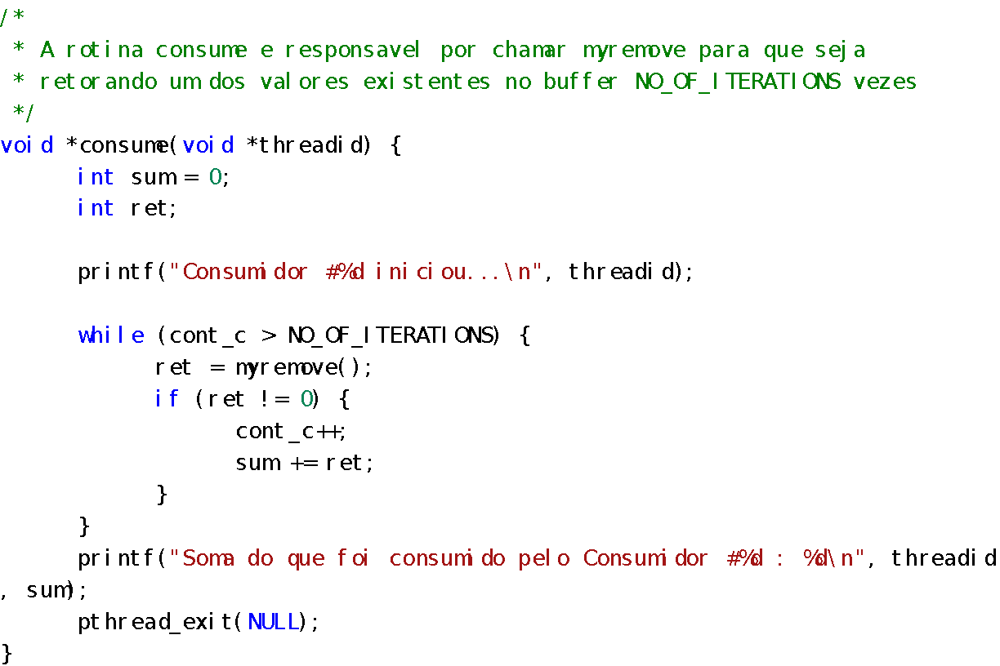 /*
 * A rotina consume e responsavel por chamar myremove para que seja
 * retorando um dos valores existentes no buffer NO_OF_ITERATIONS vezes
 */
void *consume(void *threadid) {
      int sum = 0;
      int ret;
      printf("Consumidor #%d iniciou...\n", threadid);
      while (cont_c > NO_OF_ITERATIONS) {
            ret = myremove();
            if (ret != 0) {
                  cont_c++;
                  sum += ret;
            }
      }
      printf("Soma do que foi consumido pelo Consumidor #%d : %d\n", threadid
, sum);
      pthread_exit(NULL);
}